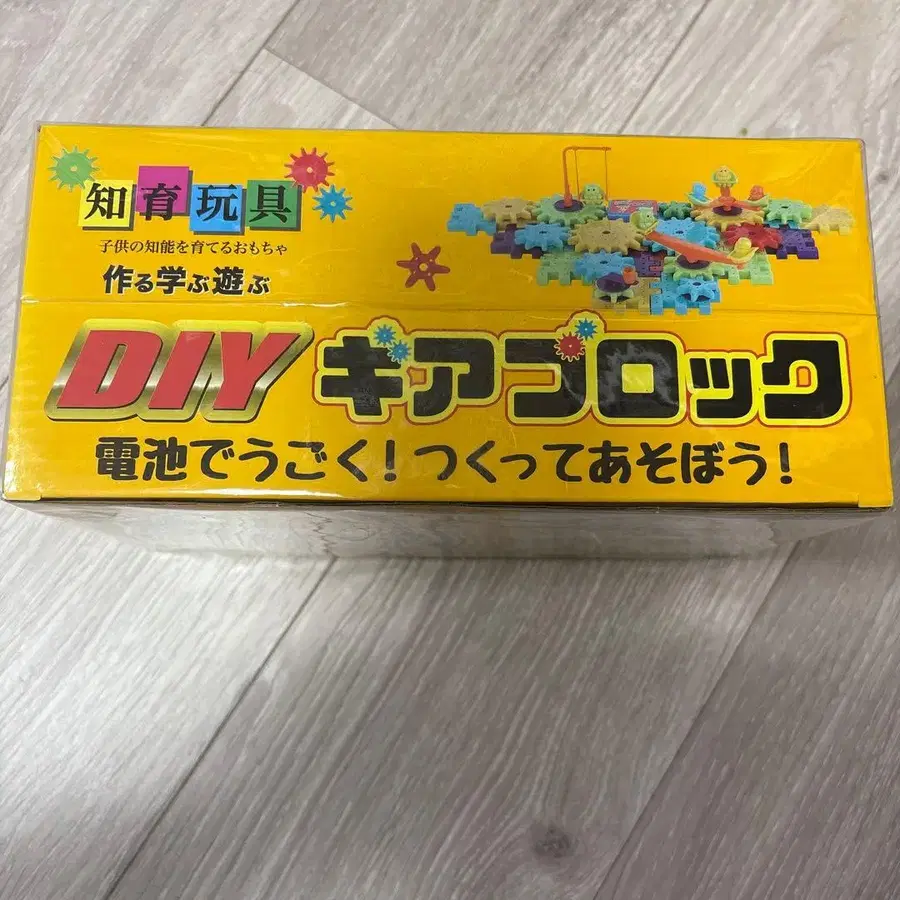 知育玩具
子供の知能を育てるおもちゃ
作る学ぶ遊ぶ
DIY ギアブロック
電池でうごく!つくってあそぼう!